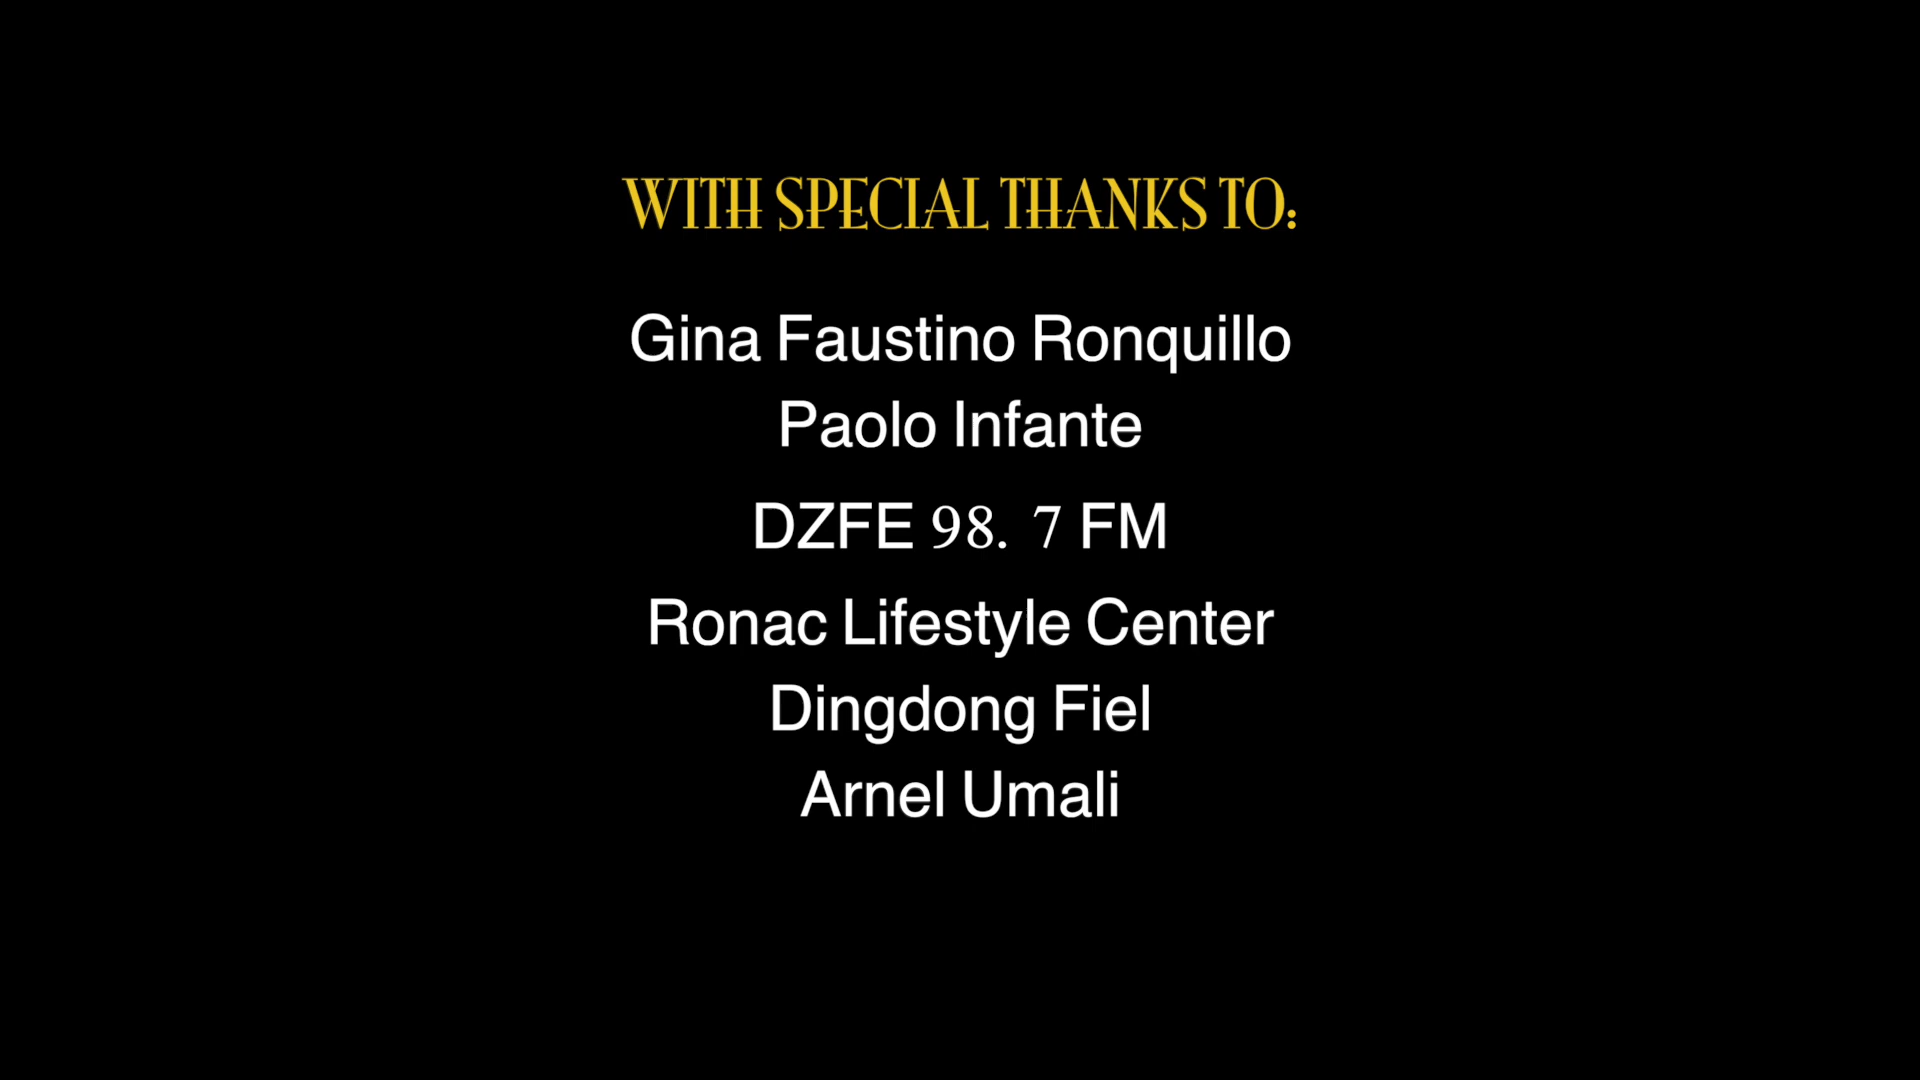 WITH SPECIAL THANKS TO:
Gina Faustino Ronquillo
Paolo Infante
DZFE 98. 7 FM
Ronac Lifestyle Center
Dingdong Fiel
Arnel Umali